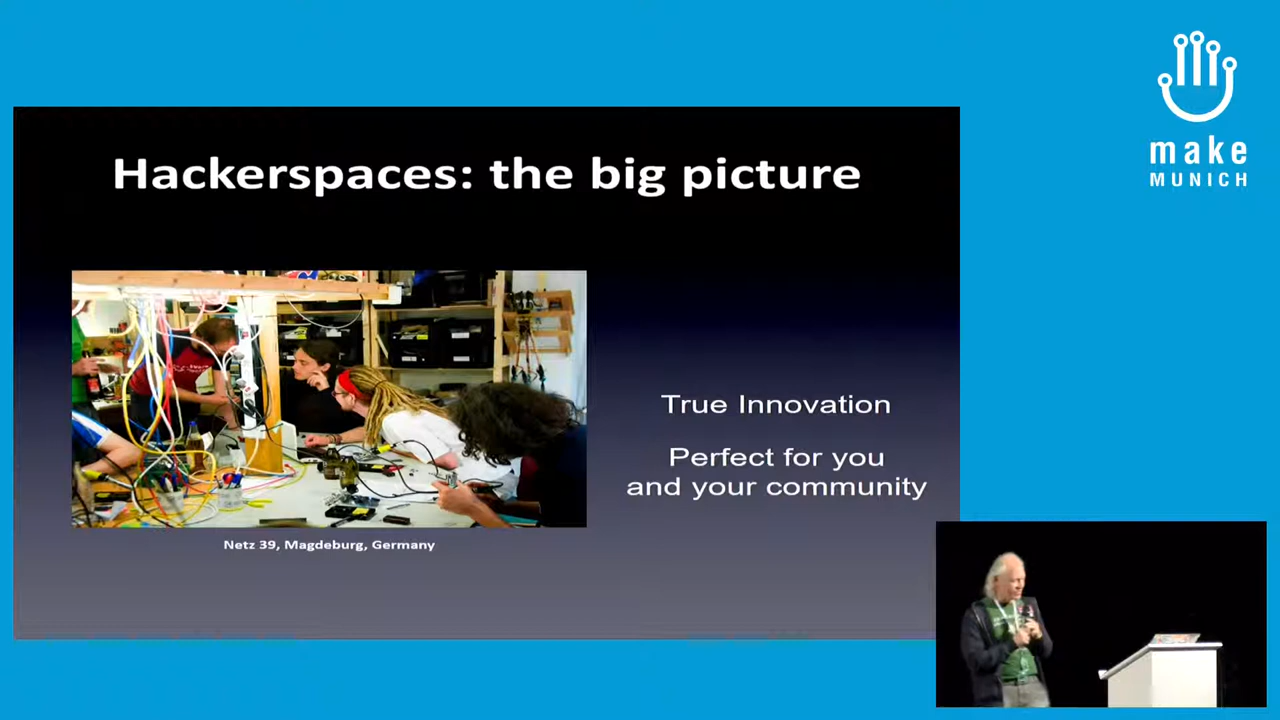 make
MUNICH
Hackerspaces: the big picture
True Innovation
Perfect for you
and your community
Netz 39, Magdeburg, Germany